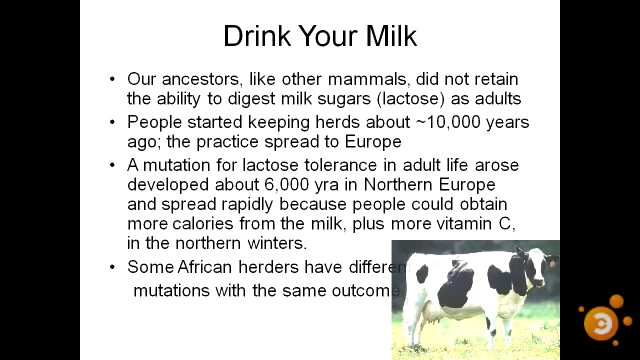 Drink Your Milk
• Our ancestors, like other mammals, did not retain
the ability to digest milk sugars (lactose) as adults
• People started keeping herds about ~10,000 years
ago; the practice spread to Europe
• A mutation for lactose tolerance in adult life arose
developed about 6,000 yra in Northern Europe
and spread rapidly because people could obtain
more calories from the milk, plus more vitamin C,
in the northern winters.
• Some African herders have differen
mutations with the same outcome